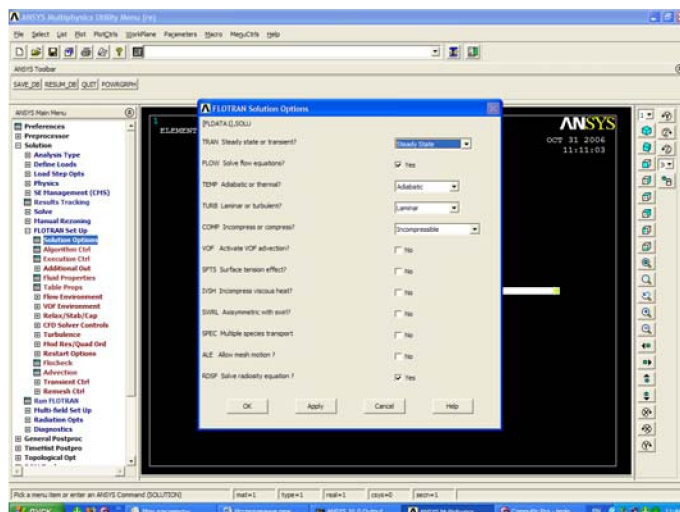 ANSYS Multiphysics Utility Menu (re)
File Select List Plot PlotCtrls WorkPlane Parameters Macro MenuCtrls Help
ANSYS Toolbar
SAVE_DB RESUM_DB QUIT POWRGRPH
ANSYS Main Menu
Preferences
Preprocessor
Solution
Analysis Type
Define Loads
Load Step Opts
Physics
SE Management (CMS)
Results Tracking
Solve
Manual Rezoning
FLOTRAN Set Up
Solution Options
Algorithm Ctrl
Execution Ctrl
Additional Out
Fluid Properties
Table Props
Flow Environment
VOF Environment
Relax/Stab/Cap
CFD Solver Controls
Turbulence
Mod Res/Quad Ord
Restart Options
Flocheck
Advection
Transient Ctrl
Remesh Ctrl
Run FLOTRAN
Multi-field Set Up
Radiation Opts
Diagnostics
General Postproc
TimeHist Postpro
Topological Opt
1
ELEMENT
ANSYS
OCT 31 2006
11:11:03
FLOTRAN Solution Options
[FLDATA1],SOLU
TRAN Steady state or transient? Steady State
FLOW Solve flow equations? Yes
TEMP Adiabatic or thermal? Adiabatic
TURB Laminar or turbulent? Laminar
COMP Incompress or compress? Incompressible
VOF Activate VOF advection? No
SFTS Surface tension effect? No
IVSH Incompress viscous heat? No
SWRL Axisymmetric with swirl? No
SPEC Multiple species transport No
ALE Allow mesh motion ? No
RDSF Solve radiosity equation ? Yes
OK Apply Cancel Help
Pick a menu item or enter an ANSYS Command (SOLUTION)
mat=1 type=1 real=1 csys=0 secn=1